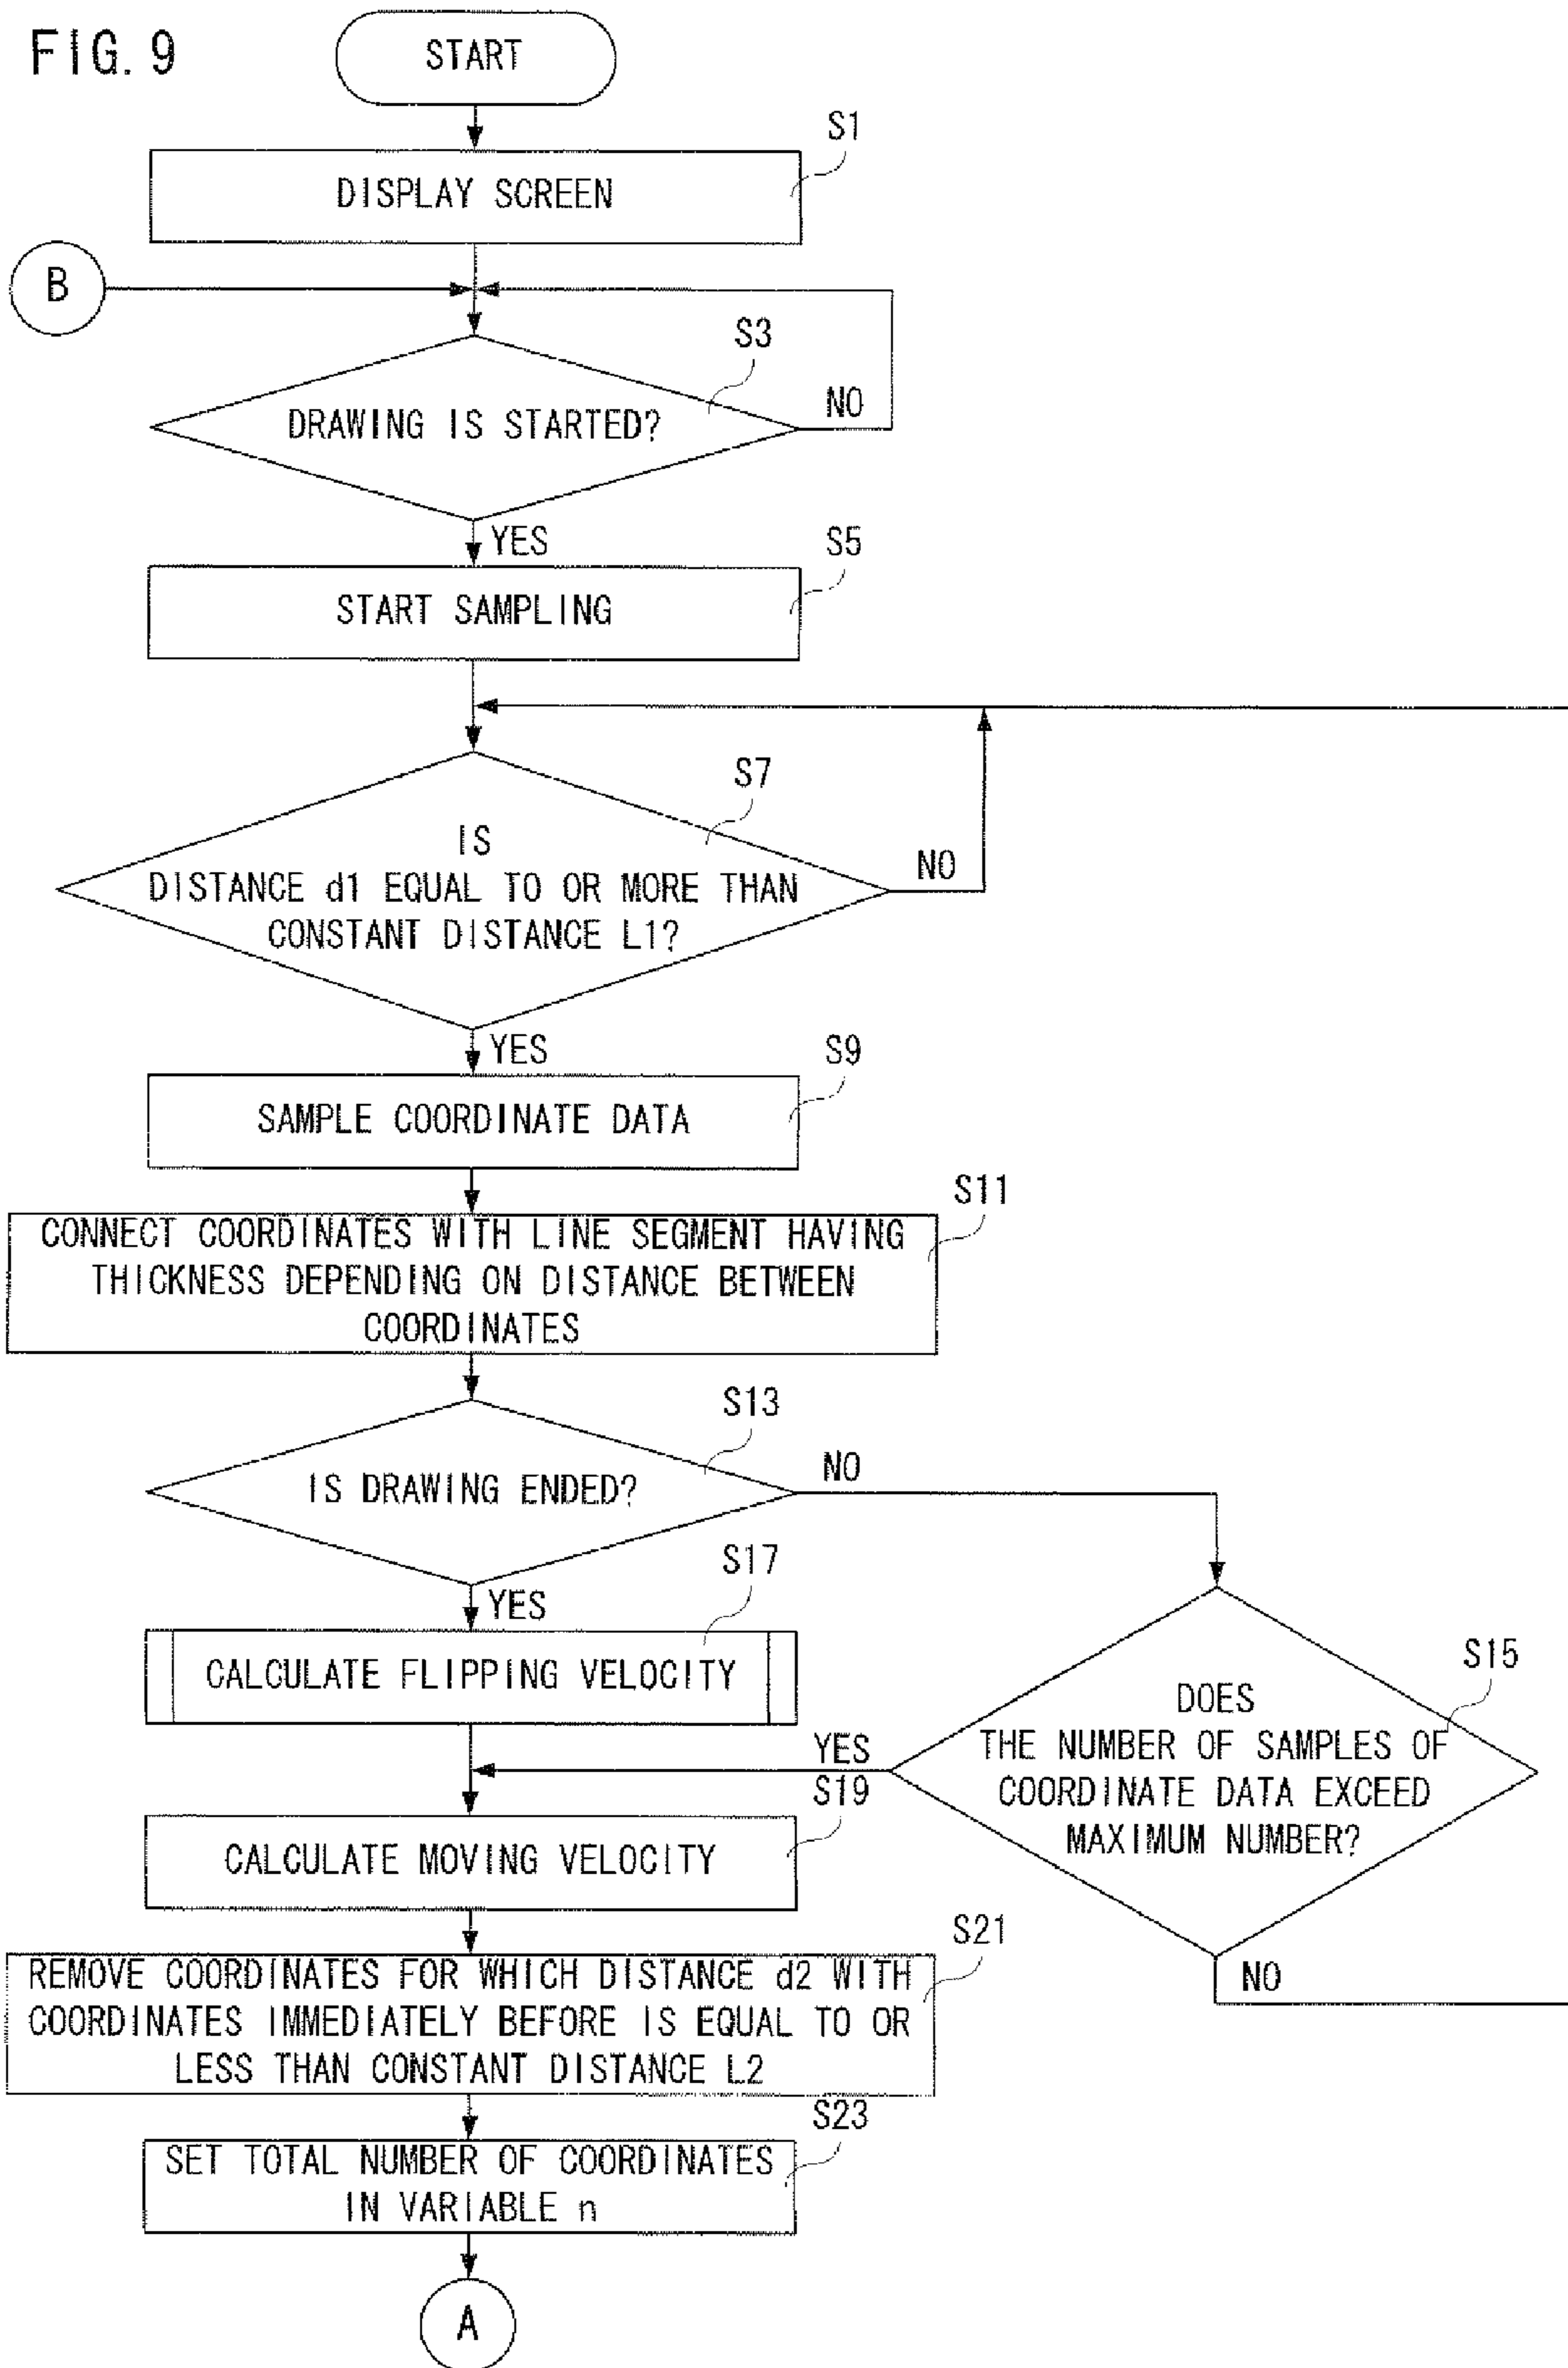 FIG. 9
START
S1
DISPLAY SCREEN
B
S3
DRAWING IS STARTED?
NO
YES
S5
START SAMPLING
S7
IS
DISTANCE d1 EQUAL TO OR MORE THAN
CONSTANT DISTANCE L1?
NO
YES
S9
SAMPLE COORDINATE DATA
S11
CONNECT COORDINATES WITH LINE SEGMENT HAVING
THICKNESS DEPENDING ON DISTANCE BETWEEN
COORDINATES
S13
IS DRAWING ENDED?
NO
YES
S17
CALCULATE FLIPPING VELOCITY
S15
DOES
THE NUMBER OF SAMPLES OF
COORDINATE DATA EXCEED
MAXIMUM NUMBER?
YES
NO
S19
CALCULATE MOVING VELOCITY
S21
REMOVE COORDINATES FOR WHICH DISTANCE d2 WITH
COORDINATES IMMEDIATELY BEFORE IS EQUAL TO OR
LESS THAN CONSTANT DISTANCE L2
S23
SET TOTAL NUMBER OF COORDINATES
IN VARIABLE n
A